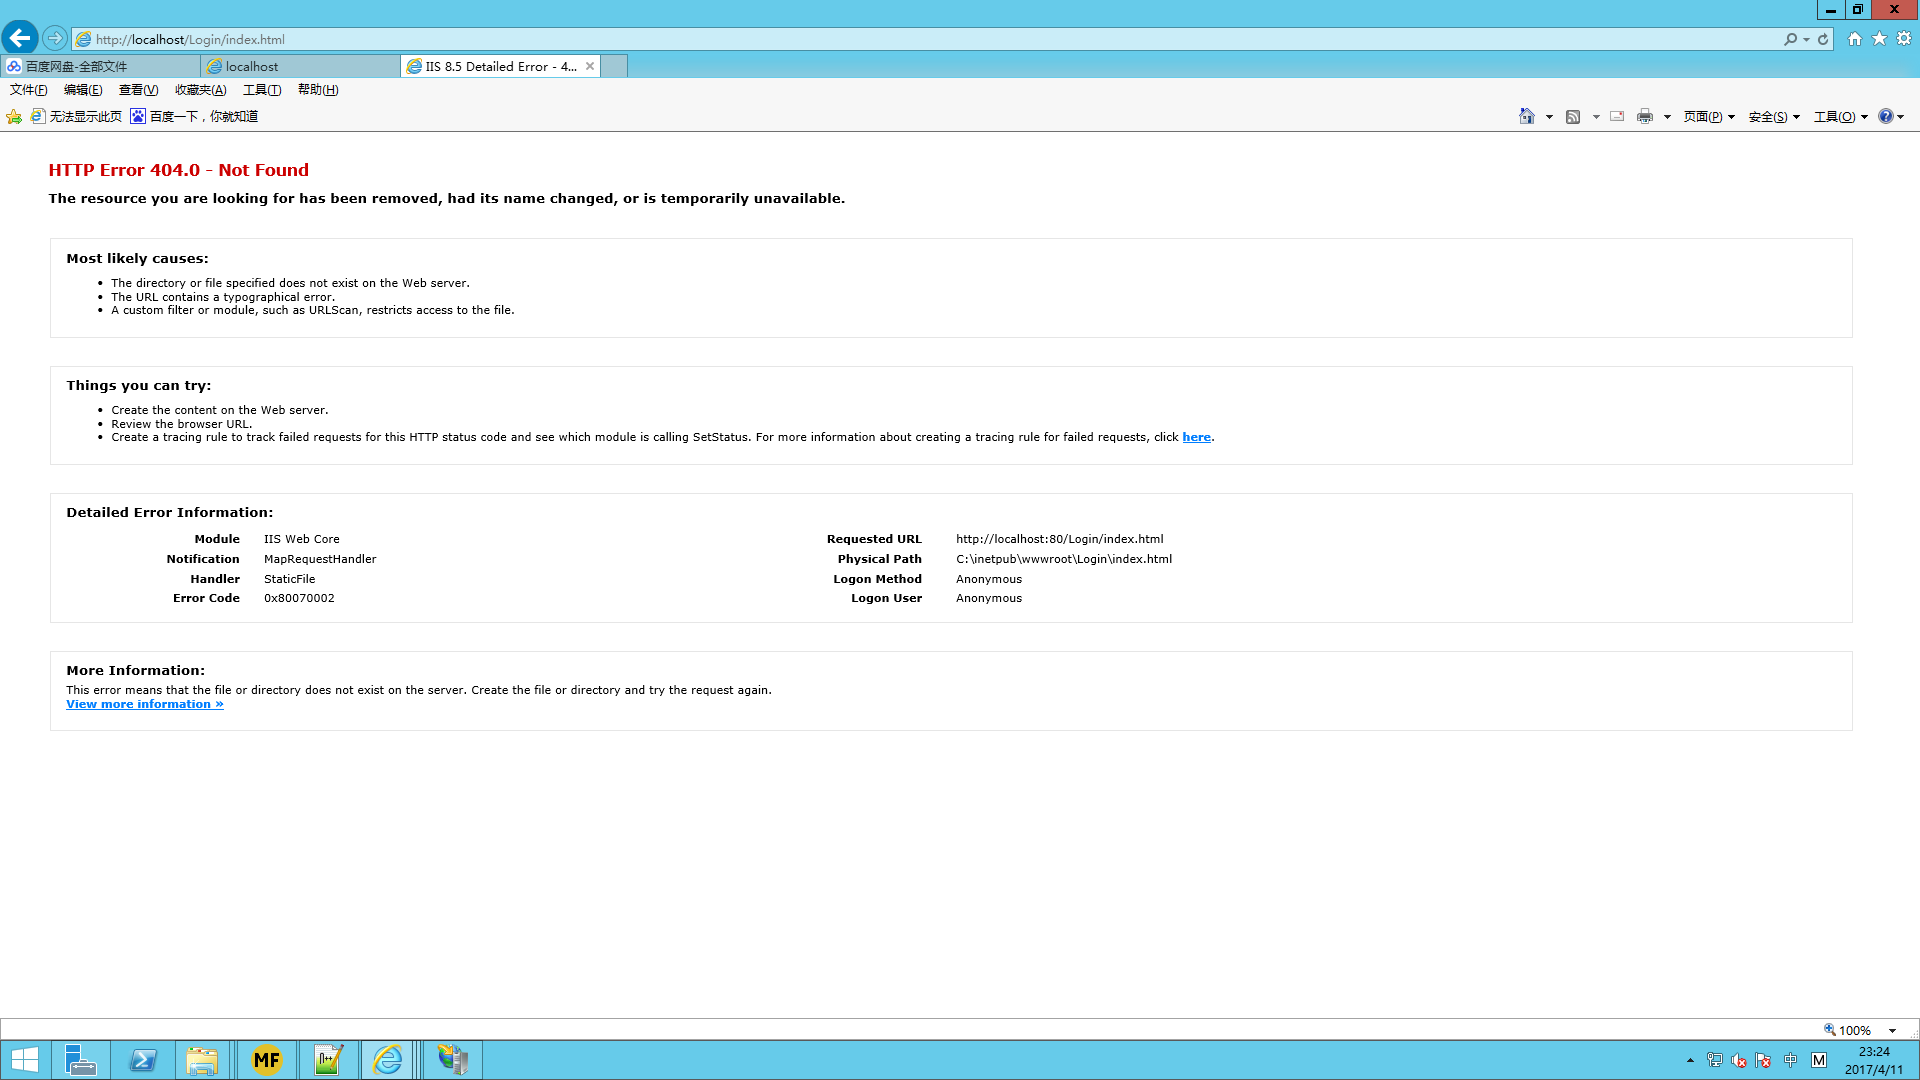 http://localhost/Login/index.html
百度网盘-全部文件
localhost
IIS 8.5 Detailed Error - 4...
文件(F) 编辑(E) 查看(V) 收藏夹(A) 工具(T) 帮助(H)
无法显示此页 百度一下，你就知道
页面(P) 安全(S) 工具(O)
HTTP Error 404.0 - Not Found
The resource you are looking for has been removed, had its name changed, or is temporarily unavailable.
Most likely causes:
• The directory or file specified does not exist on the Web server.
• The URL contains a typographical error.
• A custom filter or module, such as URLScan, restricts access to the file.
Things you can try:
• Create the content on the Web server.
• Review the browser URL.
• Create a tracing rule to track failed requests for this HTTP status code and see which module is calling SetStatus. For more information about creating a tracing rule for failed requests, click here.
Detailed Error Information:
Module IIS Web Core
Notification MapRequestHandler
Handler StaticFile
Error Code 0x80070002
Requested URL http://localhost:80/Login/index.html
Physical Path C:\inetpub\wwwroot\Login\index.html
Logon Method Anonymous
Logon User Anonymous
More Information:
This error means that the file or directory does not exist on the server. Create the file or directory and try the request again.
View more information »
100%
MF
中
M
23:24
2017/4/11